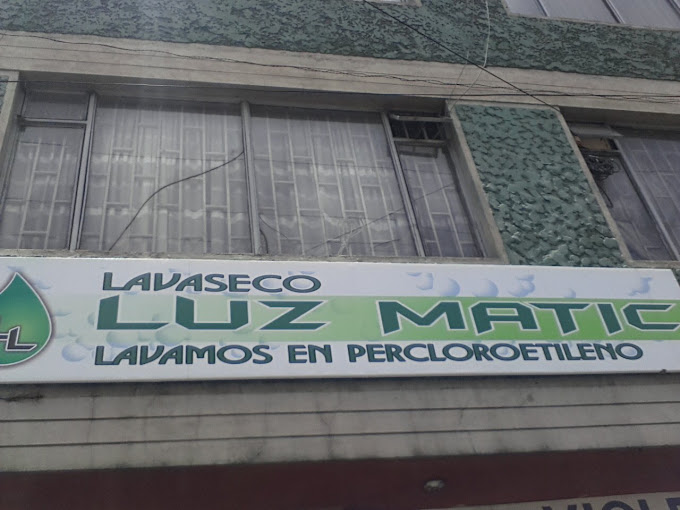 LAVASECO
LUZ MATIC
LAVAMOS EN PERCLOROETILENO